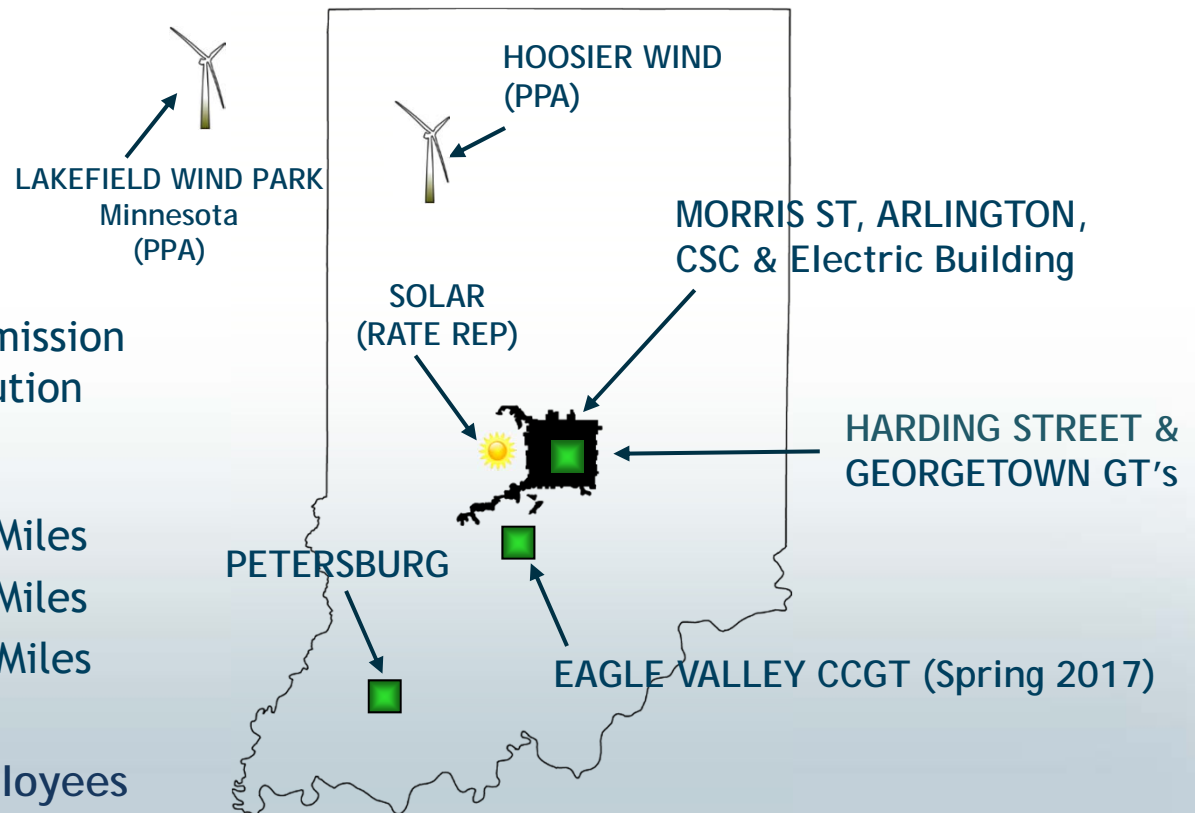 HOOSIER WIND
(PPA)
LAKEFIELD WIND PARK
Minnesota
(PPA)
MORRIS ST, ARLINGTON,
CSC & Electric Building
SOLAR
(RATE REP)
mission
ution
HARDING STREET &
GEORGETOWN GT's
Miles
PETERSBURG
Miles
Miles
EAGLE VALLEY CCGT (Spring 2017)
loyees